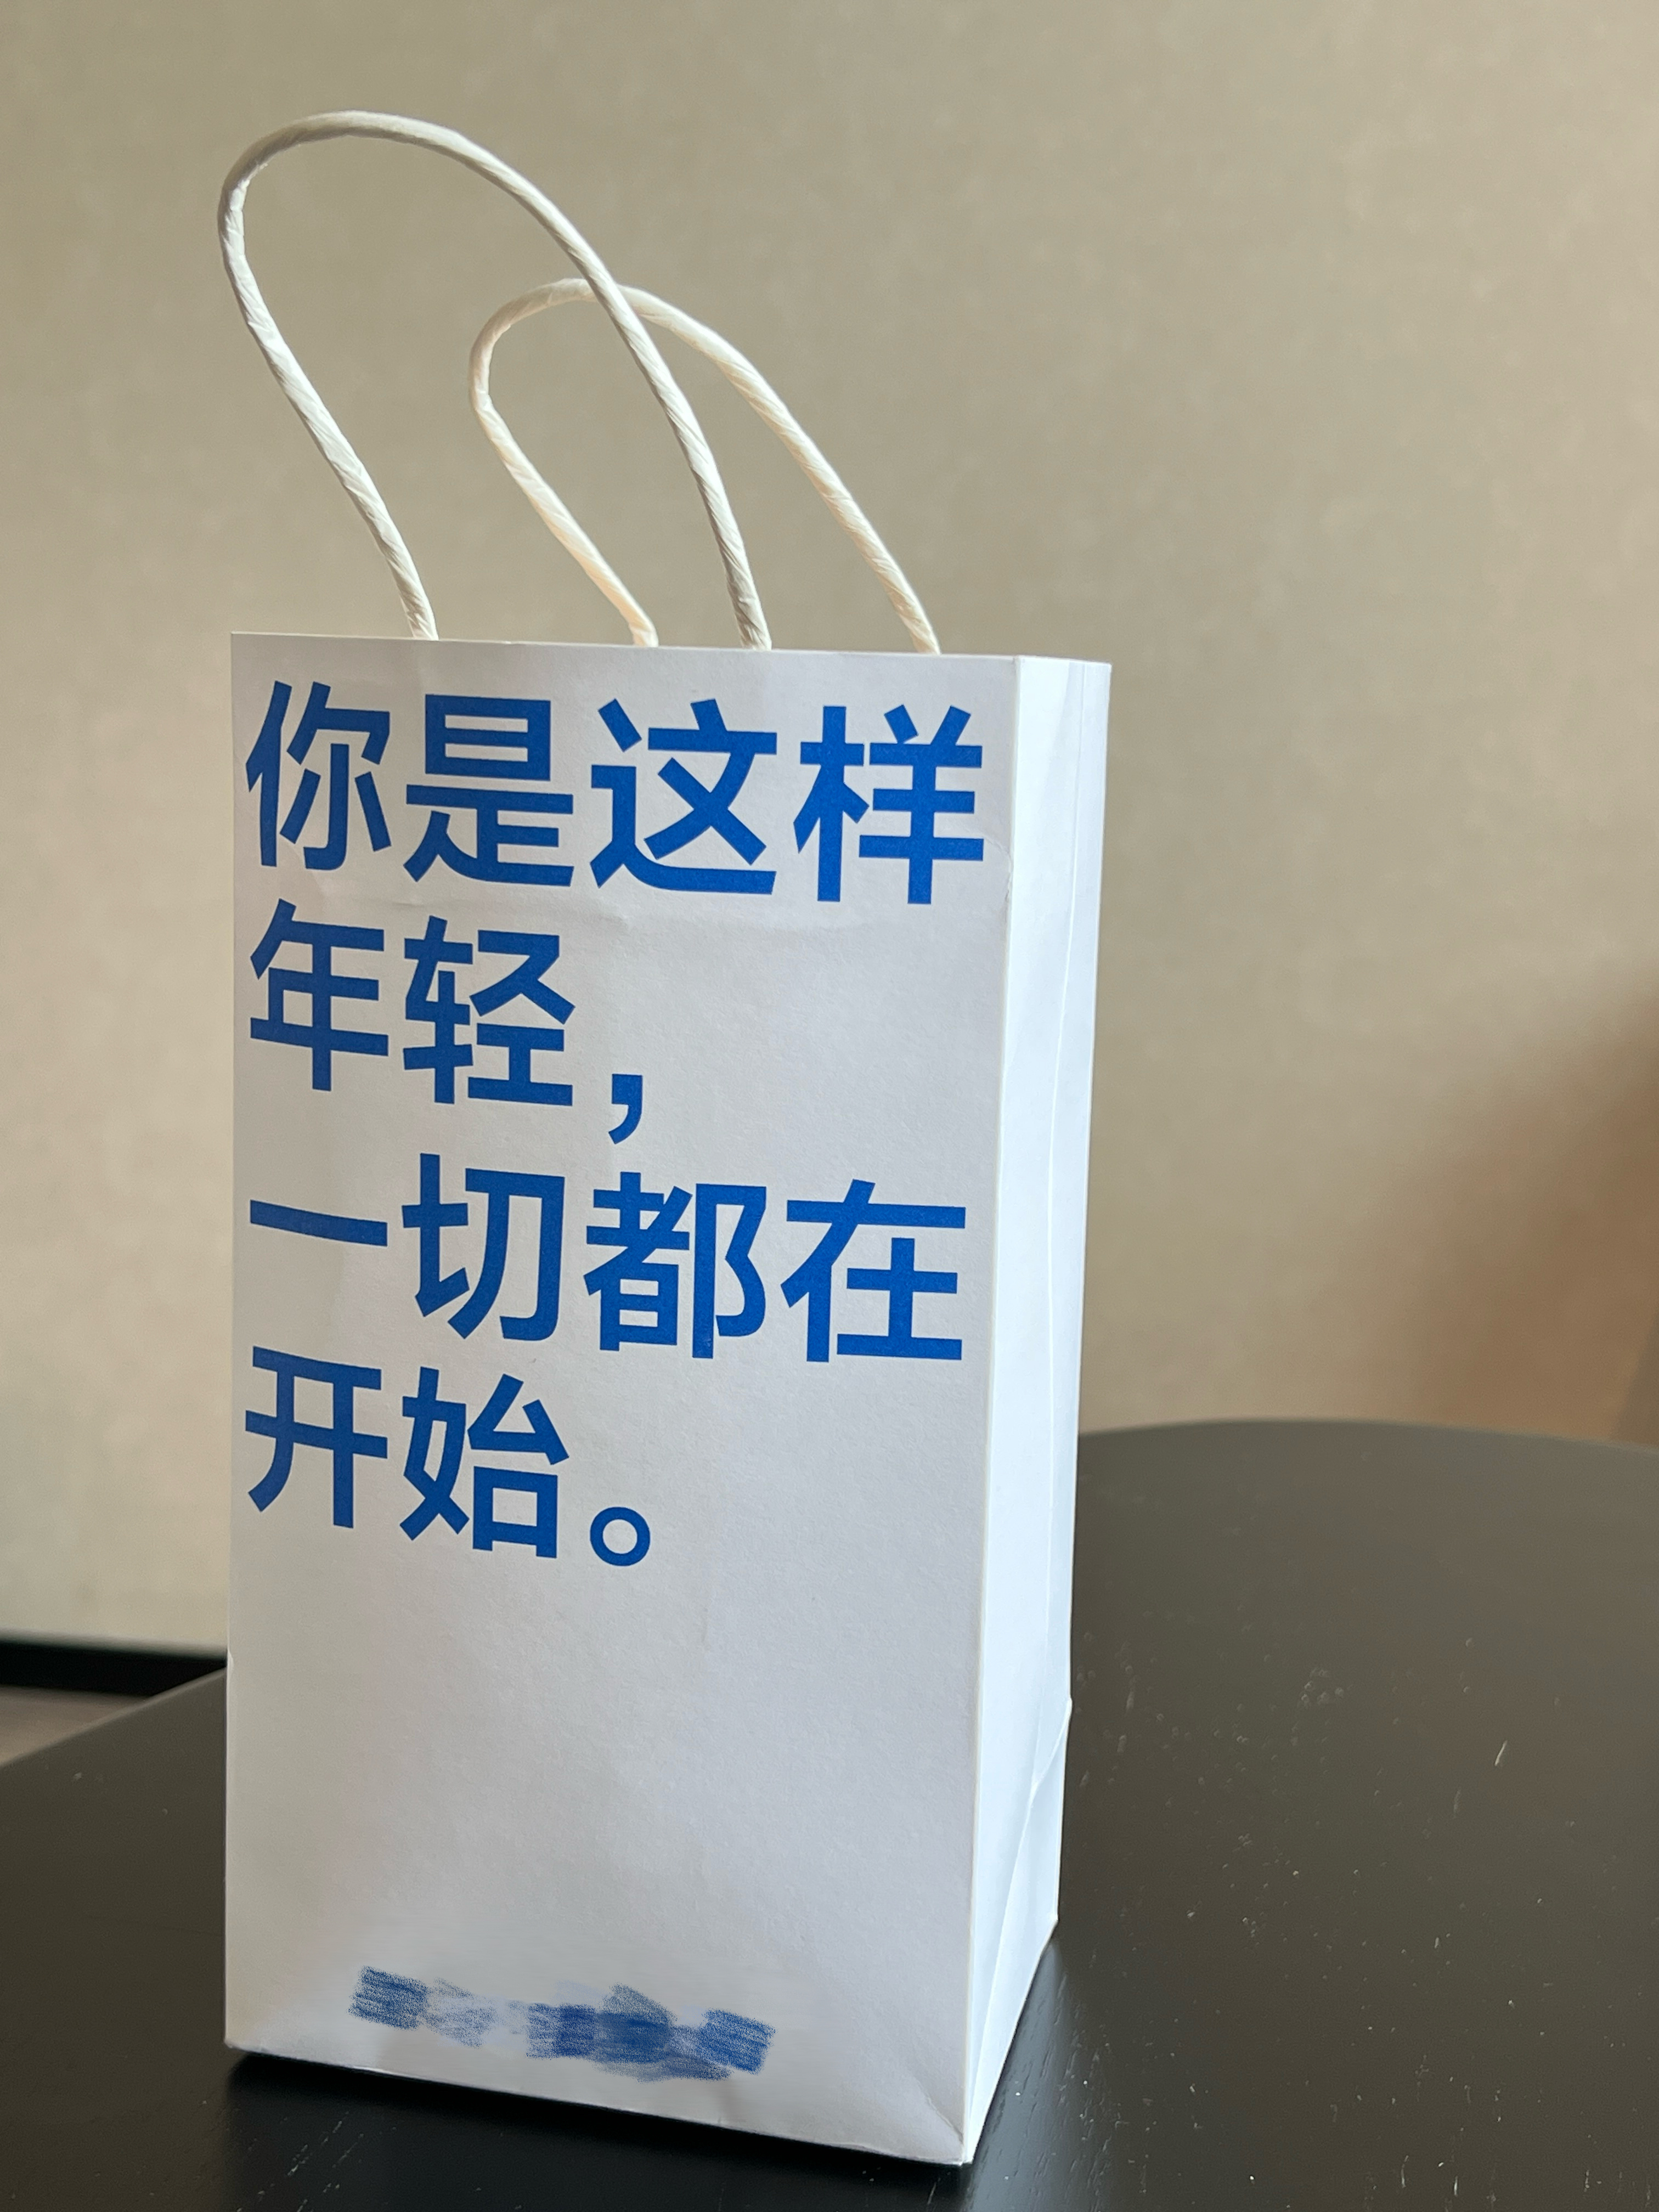 你是这样
年轻，
一切都在
开始。